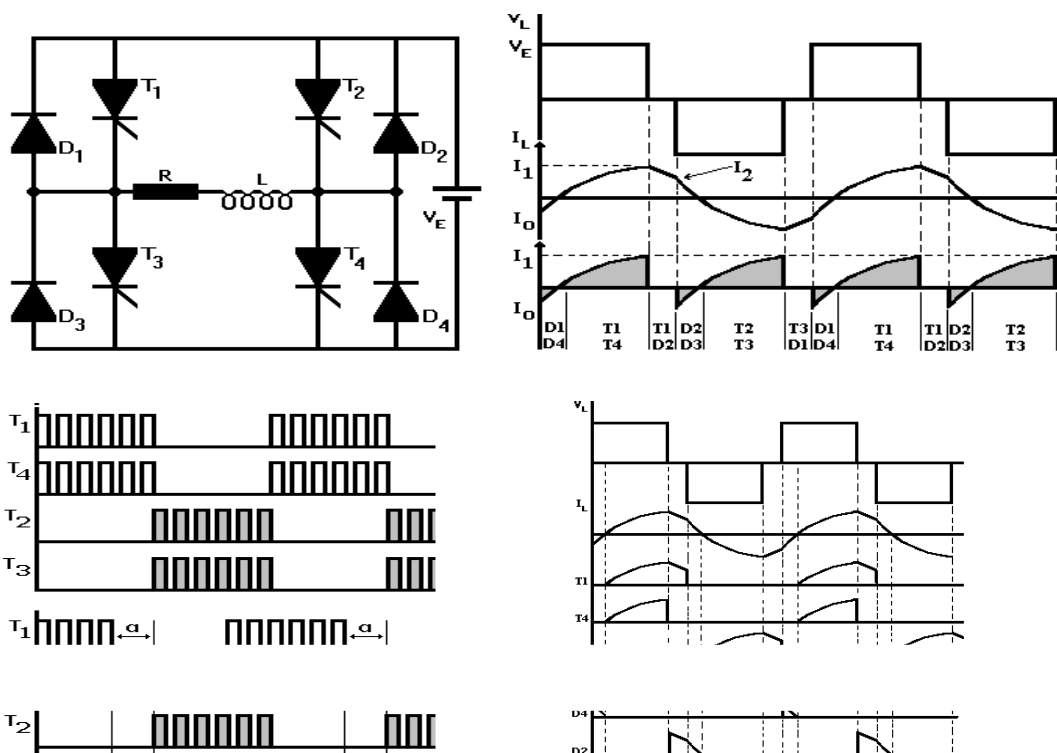 T1
T2
D1
D2
R
L
VE
T3
T4
D3
D4
VL
VE
IL
I1
I2
I0
I1
I0
D1 T1 T1 D2 T2 T3 D1 T1 T1 D2 T2
D4 T4 D2 D3 T3 D1 D4 T4 D2 D3 T3
T1
T4
T2
T3
T1 a a
T2
VL
IL
T1
T4
D4
D2